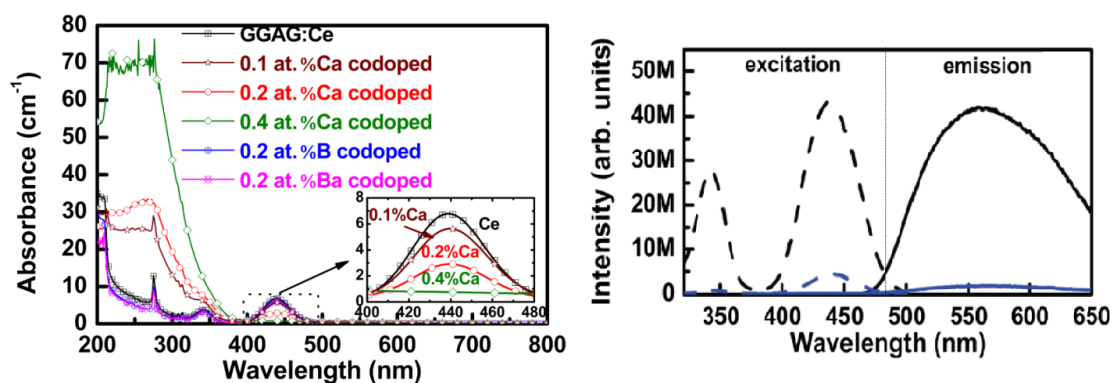 80
70
60
50
40
30
20
10
0
Absorbance (cm⁻¹)
GGAG:Ce
0.1 at.%Ca codoped
0.2 at.%Ca codoped
0.4 at.%Ca codoped
0.2 at.%B codoped
0.2 at.%Ba codoped
8
6
4
2
0
0.1%Ca
Ce
0.2%Ca
0.4%Ca
400 420 440 460 480
200 300 400 500 600 700 800
Wavelength (nm)
50M
40M
30M
20M
10M
0
Intensity (arb. units)
excitation emission
350 400 450 500 550 600 650
Wavelength (nm)